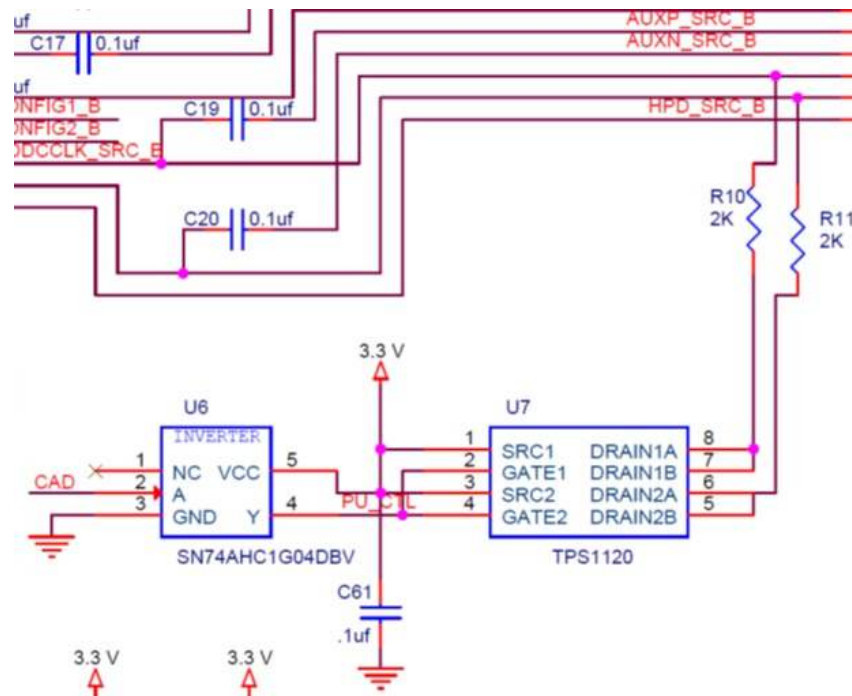 uf
C17
0.1uf
AUXP_SRC_B
AUXN_SRC_B
uf
ONFIG1_B
C19
0.1uf
HPD_SRC_B
ONFIG2_B
DDCCLK_SRC_B
C20
0.1uf
R10
2K
R11
2K
3.3 V
U6
U7
INVERTER
1
NC
VCC
5
CAD
2
A
3
GND
Y
4
PU_CTL
1
SRC1
DRAIN1A
8
2
GATE1
DRAIN1B
7
3
SRC2
DRAIN2A
6
4
GATE2
DRAIN2B
5
SN74AHC1G04DBV
TPS1120
C61
.1uf
3.3 V
3.3 V